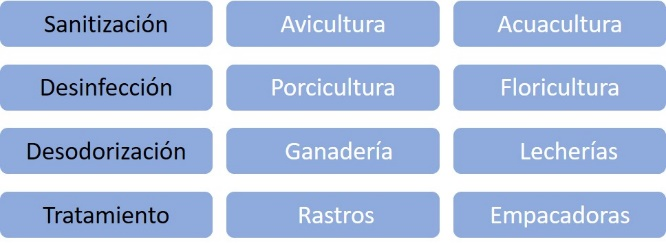 Sanitización
Avicultura
Acuacultura
Desinfección
Porcicultura
Floricultura
Desodorización
Ganadería
Lecherías
Tratamiento
Rastros
Empacadoras